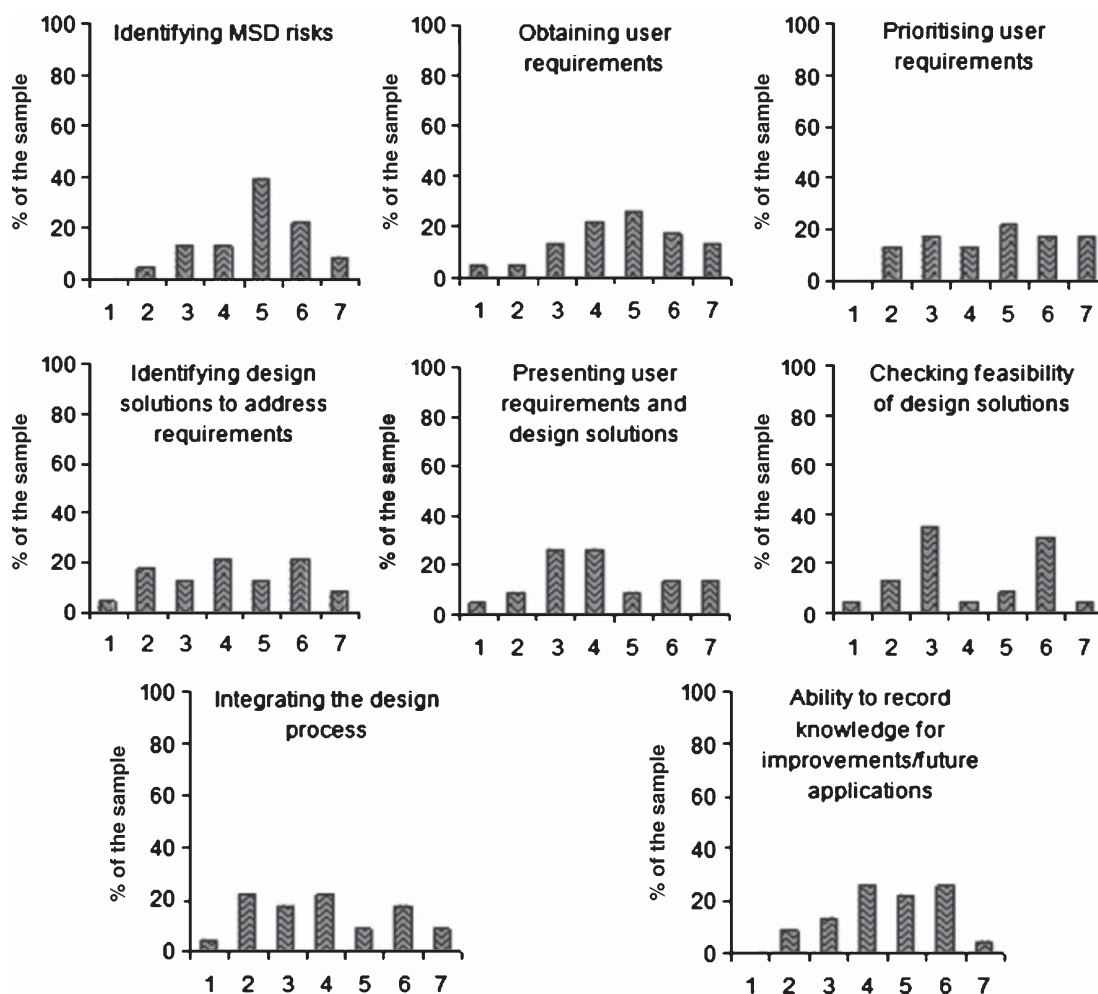 Identifying MSD risks
% of the sample
100
80
60
40
20
0
1 2 3 4 5 6 7
Obtaining user
requirements
% of the sample
100
80
60
40
20
0
1 2 3 4 5 6 7
Prioritising user
requirements
% of the sample
100
80
60
40
20
0
1 2 3 4 5 6 7
Identifying design
solutions to address
requirements
% of the sample
100
80
60
40
20
0
1 2 3 4 5 6 7
Presenting user
requirements and
design solutions
% of the sample
100
80
60
40
20
0
1 2 3 4 5 6 7
Checking feasibility
of design solutions
% of the sample
100
80
60
40
20
0
1 2 3 4 5 6 7
Integrating the design
process
% of the sample
100
80
60
40
20
0
1 2 3 4 5 6 7
Ability to record
knowledge for
improvements/future
applications
% of the sample
100
80
60
40
20
0
1 2 3 4 5 6 7